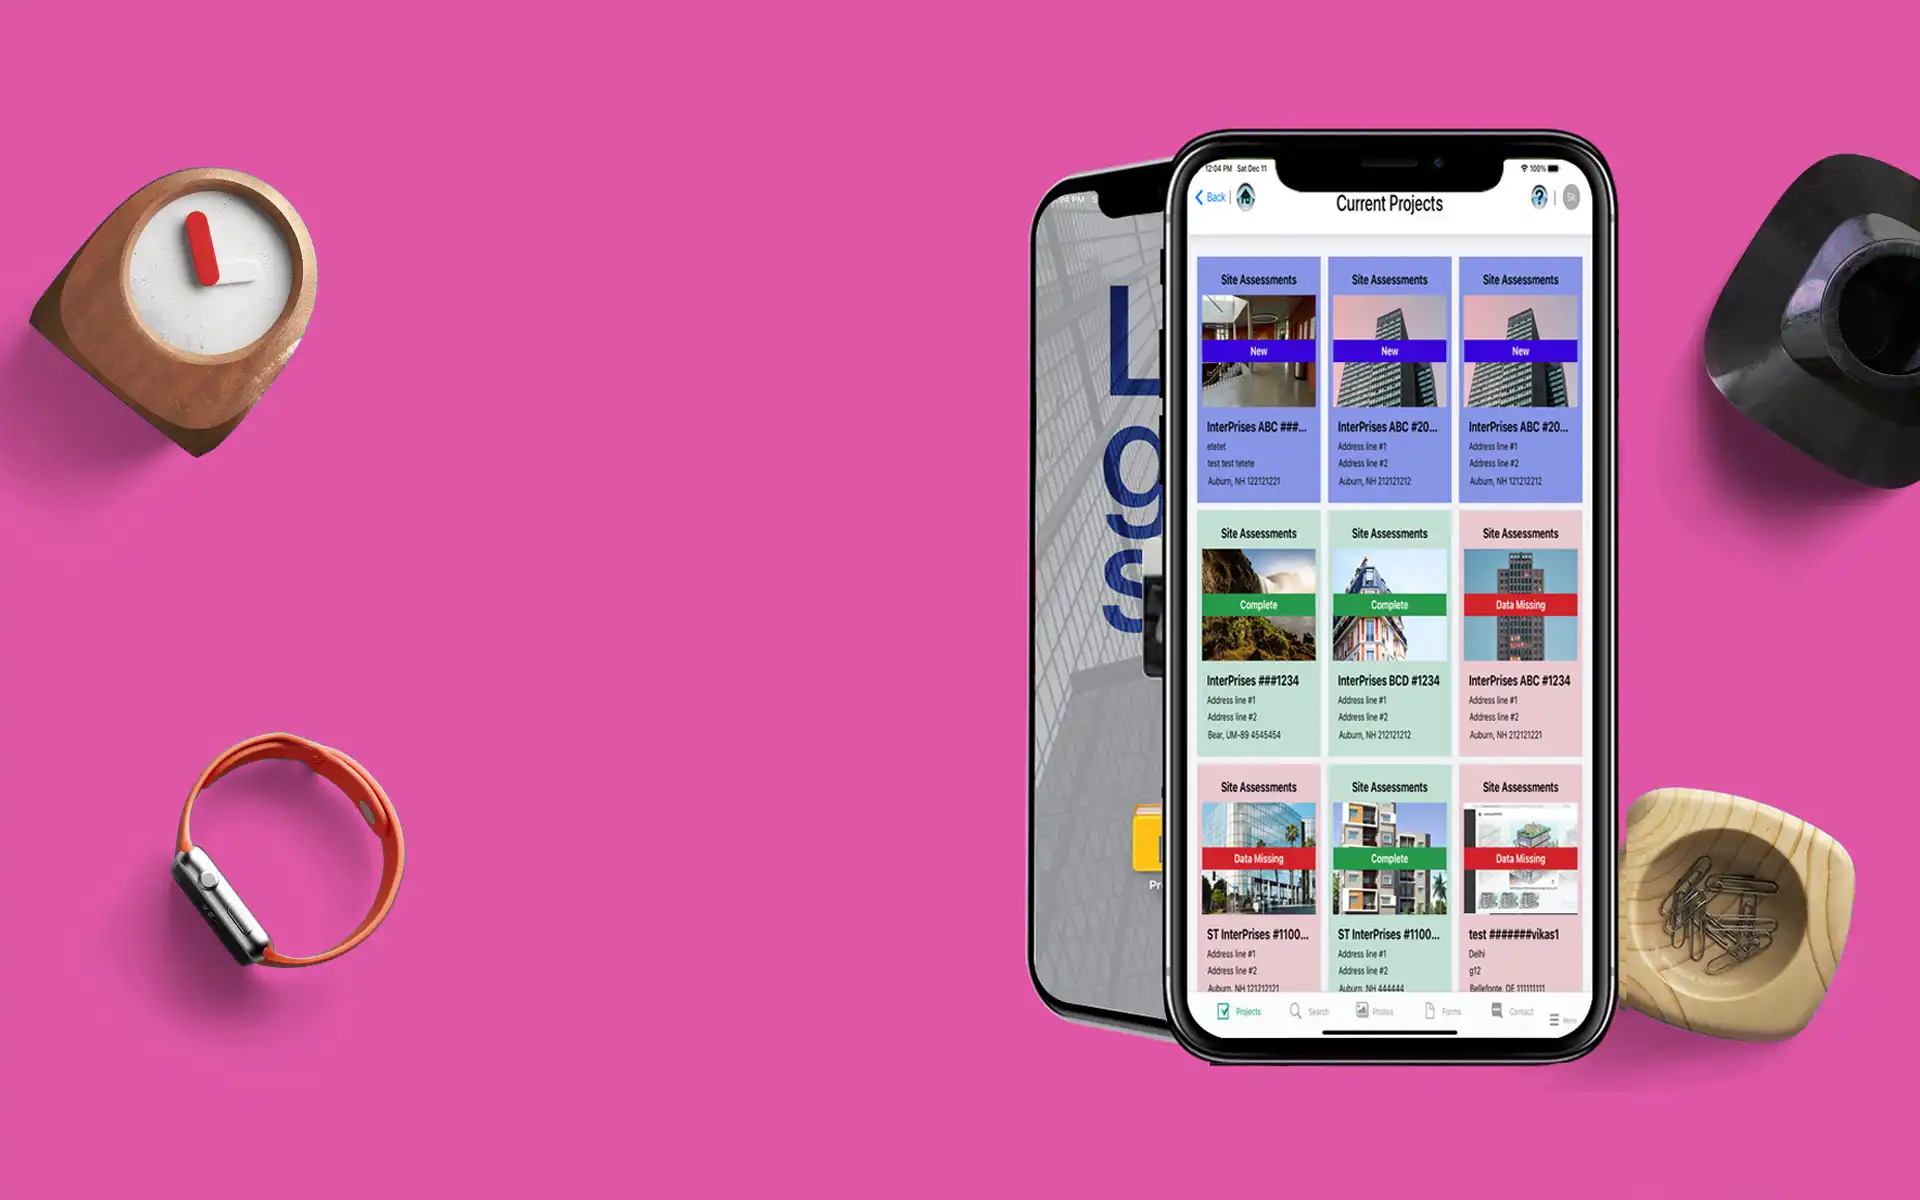 L
g
S
12:04 PM Sat Dec 11
100%
Back
Current Projects
Site Assessments
New
InterPrises ABC ###...
etetet
test test tetete
Auburn, NH 122121221
Site Assessments
New
InterPrises ABC #20...
Address line #1
Address line #2
Auburn, NH 212121212
Site Assessments
New
InterPrises ABC #20...
Address line #1
Address line #2
Auburn, NH 121212212
Site Assessments
Complete
InterPrises ###1234
Address line #1
Address line #2
Bear, UM-89 4545454
Site Assessments
Complete
InterPrises BCD #1234
Address line #1
Address line #2
Auburn, NH 212121212
Site Assessments
Data Missing
InterPrises ABC #1234
Address line #1
Address line #2
Auburn, NH 212121221
Site Assessments
Data Missing
ST InterPrises #1100...
Address line #1
Address line #2
Auburn, NH 121212121
Site Assessments
Complete
ST InterPrises #1100...
Address line #1
Address line #2
Auburn, NH 444444
Site Assessments
Data Missing
test #######vikas1
Delhi
g12
Bellefonte, DE 111111111
Projects
Search
Photos
Forms
Contact
More